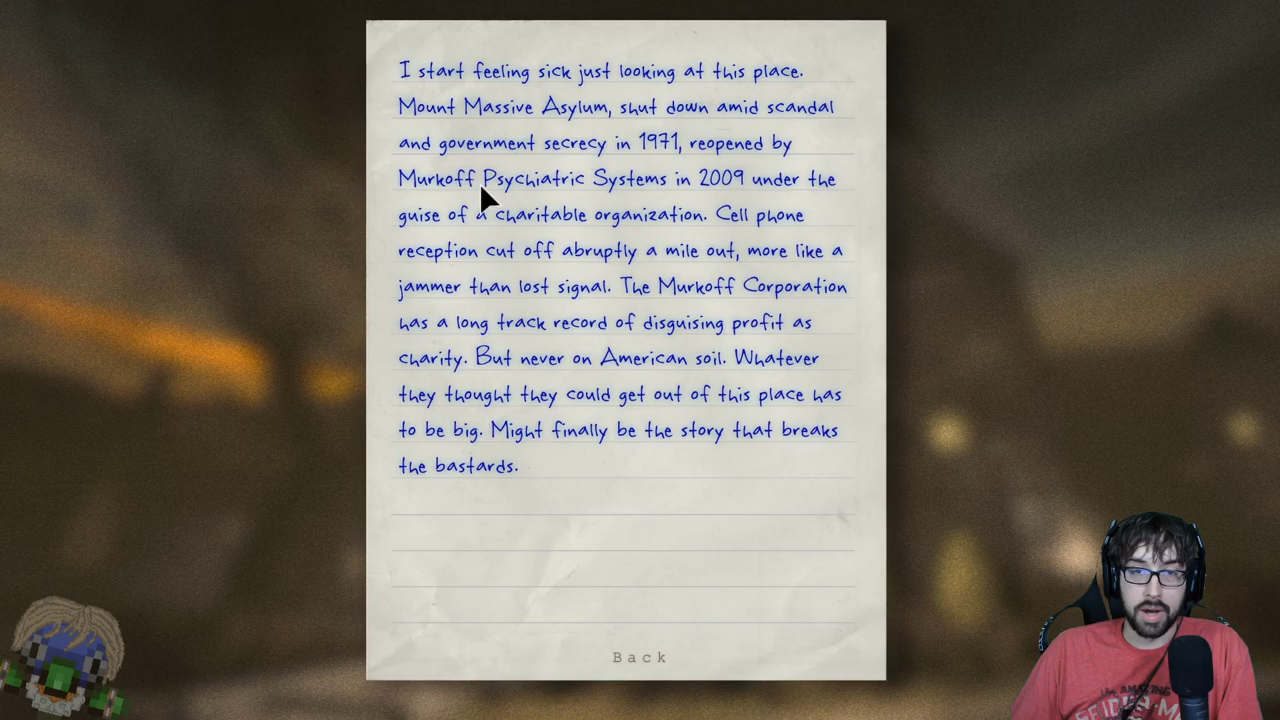 I start feeling sick just looking at this place.
Mount Massive Asylum, shut down amid scandal
and government secrecy in 1971, reopened by
Murkoff Psychiatric Systems in 2009 under the
guise of a charitable organization. Cell phone
reception cut off abruptly a mile out, more like a
jammer than lost signal. The Murkoff Corporation
has a long track record of disguising profit as
charity. But never on American soil. Whatever
they thought they could get out of this place has
to be big. Might finally be the story that breaks
the bastards.
Back
AMAZING